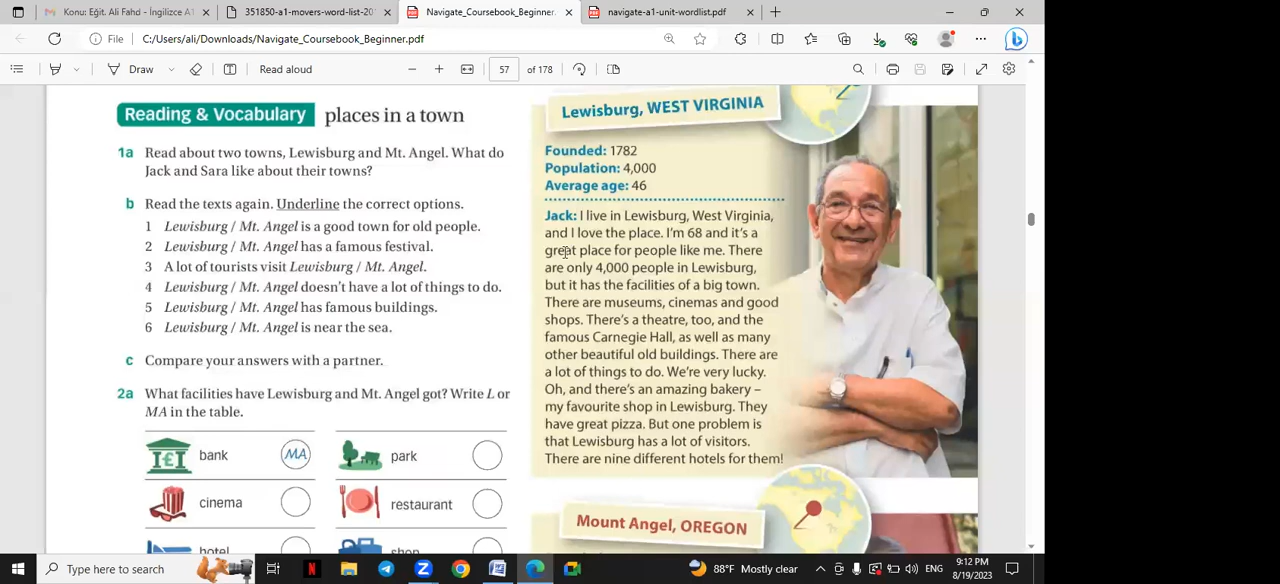 Konu: Eğit. Ali Fahd - İngilizce A1
351850-a1-movers-word-list-201
Navigate_Coursebook_Beginner.p
navigate-a1-unit-wordlist.pdf
File
C:/Users/ali/Downloads/Navigate_Coursebook_Beginner.pdf
Draw
Read aloud
57 of 178
Reading & Vocabulary places in a town
1a Read about two towns, Lewisburg and Mt. Angel. What do
Jack and Sara like about their towns?
b Read the texts again. Underline the correct options.
1 Lewisburg / Mt. Angel is a good town for old people.
2 Lewisburg / Mt. Angel has a famous festival.
3 A lot of tourists visit Lewisburg / Mt. Angel.
4 Lewisburg / Mt. Angel doesn't have a lot of things to do.
5 Lewisburg / Mt. Angel has famous buildings.
6 Lewisburg / Mt. Angel is near the sea.
c Compare your answers with a partner.
2a What facilities have Lewisburg and Mt. Angel got? Write L or
MA in the table.
bank MA park
cinema restaurant
hotel shop
Lewisburg, WEST VIRGINIA
Founded: 1782
Population: 4,000
Average age: 46
Jack: I live in Lewisburg, West Virginia,
and I love the place. I'm 68 and it's a
great place for people like me. There
are only 4,000 people in Lewisburg,
but it has the facilities of a big town.
There are museums, cinemas and good
shops. There's a theatre, too, and the
famous Carnegie Hall, as well as many
other beautiful old buildings. There are
a lot of things to do. We're very lucky.
Oh, and there's an amazing bakery –
my favourite shop in Lewisburg. They
have great pizza. But one problem is
that Lewisburg has a lot of visitors.
There are nine different hotels for them!
Mount Angel, OREGON
Type here to search
88°F Mostly clear
ENG
9:12 PM
8/19/2023